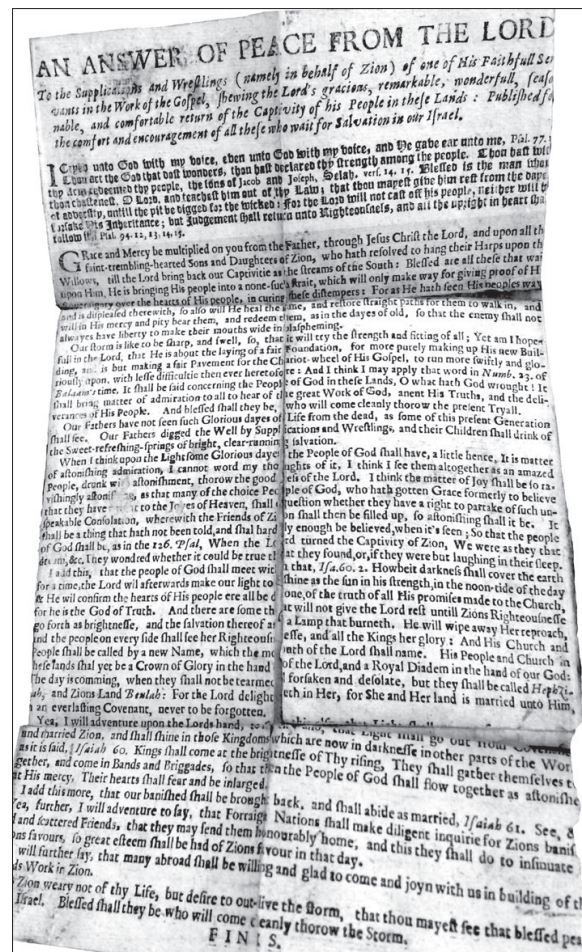 AN ANSWER OF PEACE FROM THE LORD
To the Supplications and Wrestlings (namely in behalf of Zion) of one of His Faithfull Ser
vants in the Work of the Gospel, shewing the Lord's gracious, remarkable, wonderfull, seaso
nable, and comfortable return of the Captivity of his People in these Lands: Published fo
the comfort and encouragement of all these who wait for Salvation in our Israel.
I Cryed unto God with my voice, even unto God with my voice, and He gave ear unto me, Psal. 77. 1
Thou art the God that dost wonders, thou hast declared thy strength among the people. Thou hast with
thy Arm redeemed thy people, the sons of Jacob and Joseph, Selah. vers. 14. 15. Blessed is the man whom
thou chastenest, O Lord, and teachest him out of thy Law; that thou mayest give him rest from the daye
of adversity, untill the pit be digged for the wicked: For the Lord will not cast off his people, neither will h
forsake His Inheritance; but Judgement shall return unto Righteousness, and all the upright in heart sha
follow it. Psal. 94. 12, 13, 14, 15.
GRace and Mercy be multiplied on you from the Father, through Jesus Christ the Lord, and upon all th
faint-trembling-hearted Sons and Daughters of Zion, who hath resolved to hang their Harps upon th
Willows, till the Lord bring back our Captivitie as the streams of the South: Blessed are all these that wai
upon Him, He is bringing His people into a none-such strait, which will only make way for giving proof of H
Soveraignty over the hearts of His people, in curing these distempers: For as He hath seen His peoples way
and is displeased therewith, so also will He heal the same, and restore straight paths for them to walk in, and
will in His mercy and pity bear them, and redeem them, as in the dayes of old, so that the enemy shall not
alwayes have liberty to make their mouths wide in blaspheming.
Our storm is like to be sharp, and swell, so, that it will try the strength and fitting of all; Yet am I hope-
full in the Lord, that He is about the laying of a fair Foundation, for more purely making up His new Buil-
ding, and is but making a fair Pavement for the Chariot-wheel of His Gospel, to run more swiftly and glo-
riously upon, with lesse difficultie then ever heretofore: And I think I may apply that word in Numb. 23. of
Balaam's time. It shall be said concerning the People of God in these Lands, O what hath God wrought! It
shall bring matter of admiration to all to hear of the great Work of God, anent His Truths, and the deli-
verances of His People. And blessed shall they be, who will come cleanly thorow the present Tryall.
Our Fathers have not seen such Glorious dayes of Life from the dead, as some of this present Generation
shall see. Our Fathers digged the Well by Supplications and Wrestlings, and their Children shall drink of
the Sweet-refreshing-springs of bright, clear-running salvation.
When I think upon the Lightsome Glorious dayes the People of God shall have, a little hence, It is matter
of astonishing admiration, I cannot word my thoughts of it. I think I see them altogether as an amazed
People, drunk with astonishment, thorow the good of the Lord. I think the matter of Joy shall be so ra-
vishingly as that many of the choice People of God, who hath gotten Grace formerly to believe
that they have right to the Joyes of Heaven, shall question whether they have a right to partake of such un-
speakable Consolation, wherewith the Friends of Zion shall then be filled up, so astonishing shall it be. It
shall be a thing that hath not been told, and shal hardly enough be believed, when it's seen; So that the people
of God shall be, as in the 126. Psal, When the Lord turned the Captivity of Zion, We were as they that
dream, &c. They wondred whether it could be true that they found, or, if they were but laughing in their sleep.
I add this, that the people of God shall meet with that, Isa. 60. 2. Howbeit darkness shall cover the earth
for a time, the Lord wil afterwards make our light to shine as the sun in his strength, in the noon-tide of the day
& He will confirm the hearts of His people ere all be done, of the truth of all His promises made to the Church,
for he is the God of Truth. And there are some that will not give the Lord rest untill Zions Righteousnesse
go forth as brightnesse, and the salvation thereof as a Lamp that burneth. He will wipe away Her reproach,
and the people on every side shall see her Righteousnesse, and all the Kings her glory: And His Church and
People shall be called by a new Name, which the mouth of the Lord shall name. His People and Church in
these lands shal yet be a Crown of Glory in the hand of the Lord, and a Royal Diadem in the hand of our God:
The day is comming, when they shall not be tearmed forsaken and desolate, but they shall be called Hephzi-
bah, and Zions Land Beulah: For the Lord delighteth in Her, for She and Her land is married unto Him,
in an everlasting Covenant, never to be forgotten.
Yea, I will adventure upon the Lords hand, to that Light shall go out from
and married Zion, and shall shine in those Kingdoms which are now in darknesse in other parts of the Wor
as it is said, Isaiah 60. Kings shall come at the brightnesse of Thy rising, They shall gather themselves t
gether, and come in Bands and Briggades, so that then the People of God shall flow together as astonishe
at His mercy, Their hearts shall fear and be inlarged.
I add this more, that our banished shall be brought back, and shall abide as married, Isaiah 61. See, &
Yea, further, I will adventure to say, that Forraign Nations shall make diligent inquirie for Zions banis
and scattered Friends, that they may send them honourably home, and this they shall do to insinuate
ons favours, so great esteem shall be had of Zions favour in that day.
will further say, that many abroad shall be willing and glad to come and joyn with us in building of th
ds Work in Zion.
Zion weary not of thy Life, but desire to out-live the storm, that thou mayest see that blessed pea
Israel. Blessed shall they be who will come cleanly thorow the Storm.
FINIS.